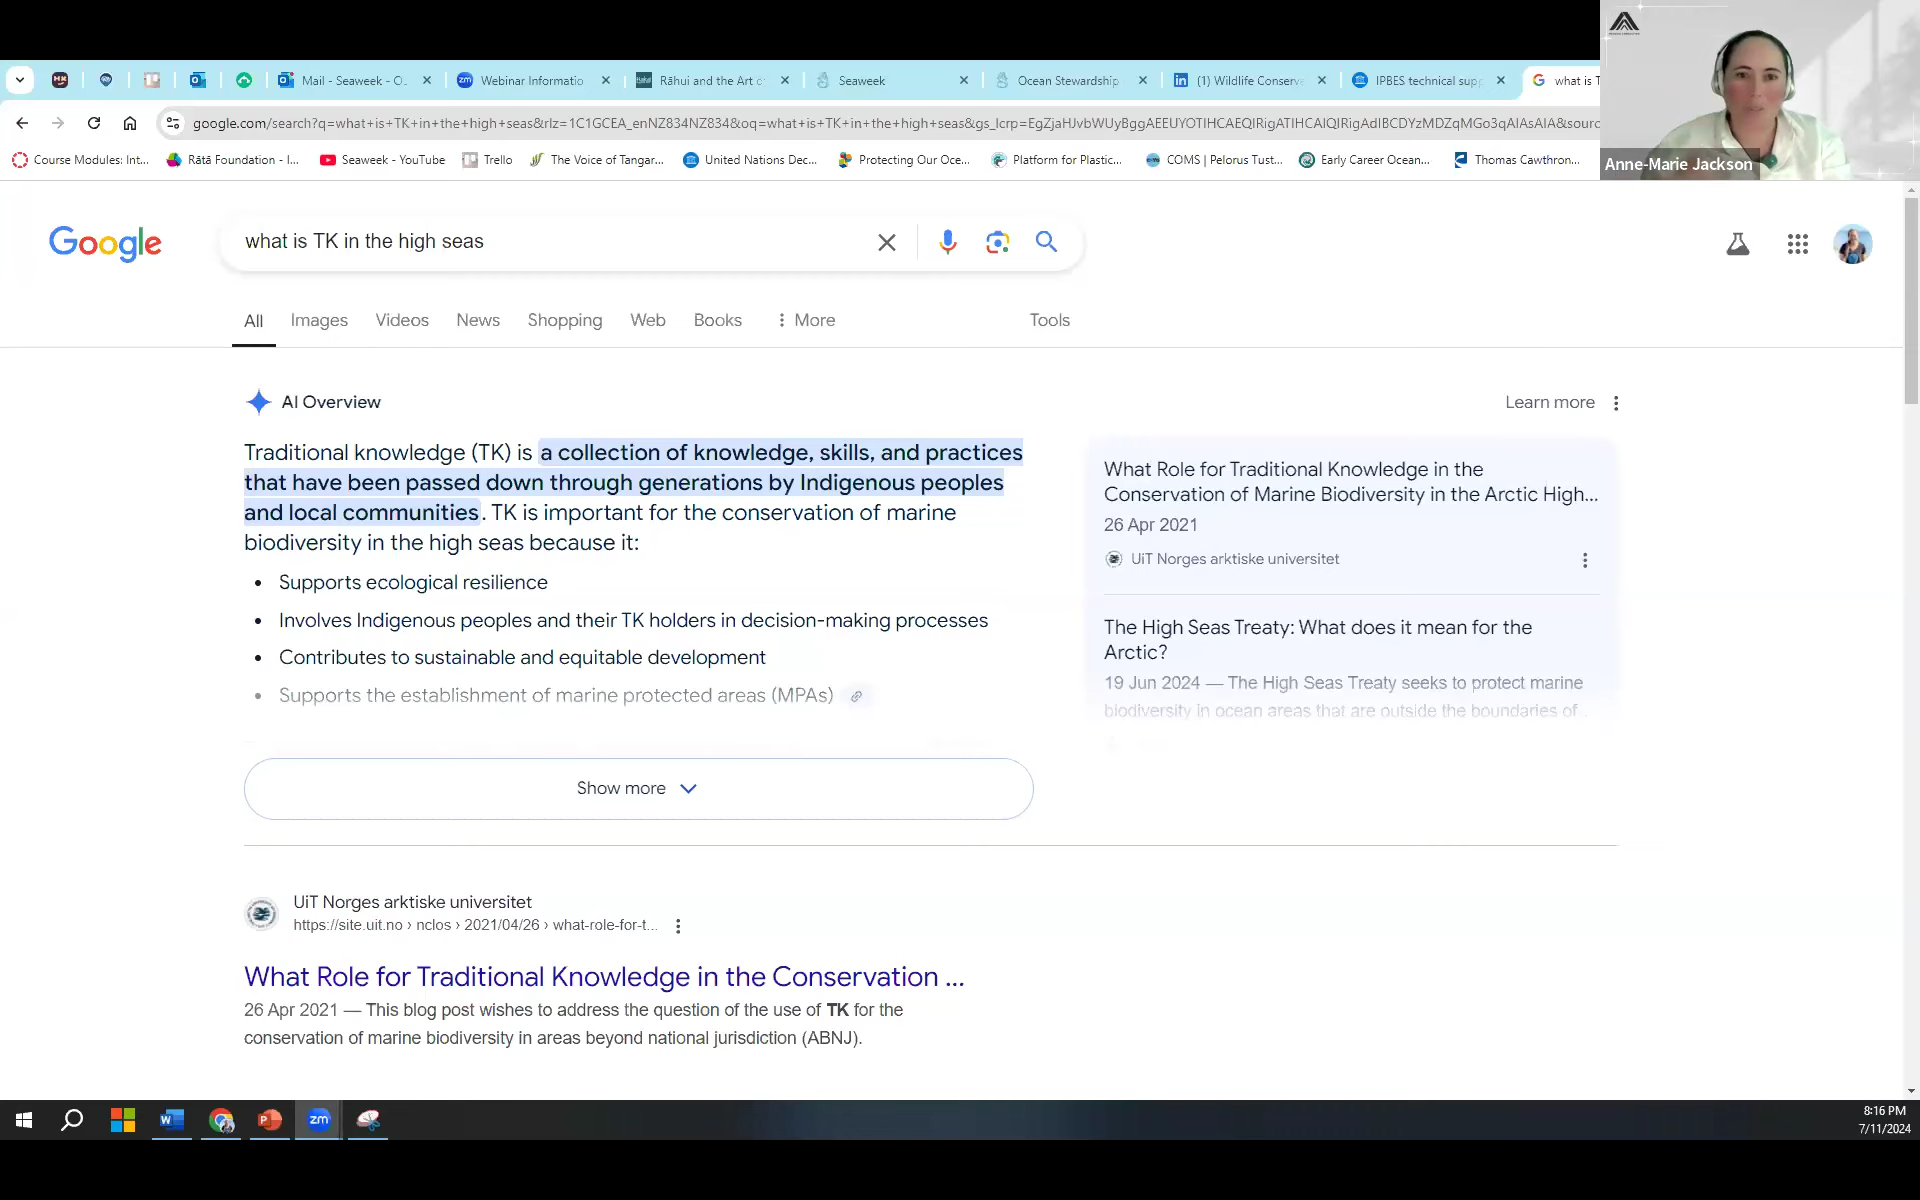 Mail - Seaweek - O...
Webinar Informatio
Rāhui and the Art o
Seaweek
Ocean Stewardship
(1) Wildlife Conserv
IPBES technical supp
what is T
google.com/search?q=what+is+TK+in+the+high+seas&rlz=1C1GCEA_enNZ834NZ834&oq=what+is+TK+in+the+high+seas&gs_lcrp=
Course Modules: Int...
Rātā Foundation - I...
Seaweek - YouTube
Trello
The Voice of Tangar...
United Nations Dec...
Protecting Our Oce...
Platform for Plastic...
COMS | Pelorus Tust...
Early Career Ocean...
Thomas Cawthron...
Anne-Marie Jackson
Google
what is TK in the high seas
All
Images
Videos
News
Shopping
Web
Books
More
Tools
AI Overview
Learn more
Traditional knowledge (TK) is a collection of knowledge, skills, and practices
that have been passed down through generations by Indigenous peoples
and local communities. TK is important for the conservation of marine
biodiversity in the high seas because it:
• Supports ecological resilience
• Involves Indigenous peoples and their TK holders in decision-making processes
• Contributes to sustainable and equitable development
• Supports the establishment of marine protected areas (MPAs)
Show more
What Role for Traditional Knowledge in the
Conservation of Marine Biodiversity in the Arctic High...
26 Apr 2021
UiT Norges arktiske universitet
The High Seas Treaty: What does it mean for the
Arctic?
19 Jun 2024 — The High Seas Treaty seeks to protect marine
biodiversity in ocean areas that are outside the boundaries of
UiT Norges arktiske universitet
https://site.uit.no › nclos › 2021/04/26 › what-role-for-t...
What Role for Traditional Knowledge in the Conservation ...
26 Apr 2021 — This blog post wishes to address the question of the use of TK for the
conservation of marine biodiversity in areas beyond national jurisdiction (ABNJ).
zm
8:16 PM
7/11/2024